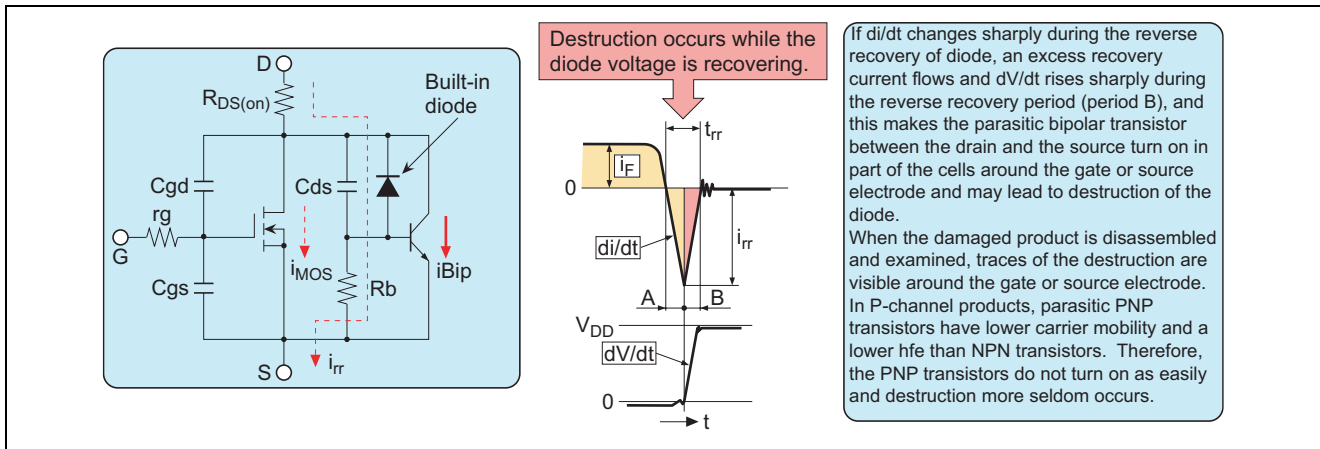 D
R_DS(on)
Built-in
diode
Cgd
Cds
rg
G
i_MOS
iBip
Cgs
Rb
i_rr
S
Destruction occurs while the
diode voltage is recovering.
t_rr
i_F
0
di/dt
i_rr
A
B
V_DD
dV/dt
0
t
If di/dt changes sharply during the reverse
recovery of diode, an excess recovery
current flows and dV/dt rises sharply during
the reverse recovery period (period B), and
this makes the parasitic bipolar transistor
between the drain and the source turn on in
part of the cells around the gate or source
electrode and may lead to destruction of the
diode.
When the damaged product is disassembled
and examined, traces of the destruction are
visible around the gate or source electrode.
In P-channel products, parasitic PNP
transistors have lower carrier mobility and a
lower hfe than NPN transistors. Therefore,
the PNP transistors do not turn on as easily
and destruction more seldom occurs.